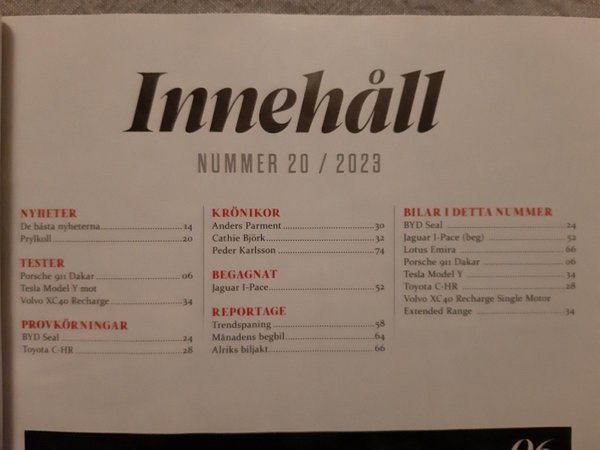 Innehåll
NUMMER 20 / 2023
NYHETER
De bästa nyheterna 14
Prylkoll 20
TESTER
Porsche 911 Dakar 06
Tesla Model Y mot
Volvo XC40 Recharge 34
PROVKÖRNINGAR
BYD Seal 24
Toyota C-HR 28
KRÖNIKOR
Anders Parment 30
Cathie Björk 32
Peder Karlsson 74
BEGAGNAT
Jaguar I-Pace 52
REPORTAGE
Trendspaning 58
Månadens begbil 64
Alriks biljakt 66
BILAR I DETTA NUMMER
BYD Seal 24
Jaguar I-Pace (beg) 52
Lotus Emira 66
Porsche 911 Dakar 06
Tesla Model Y 34
Toyota C-HR 28
Volvo XC40 Recharge Single Motor
Extended Range 34
06